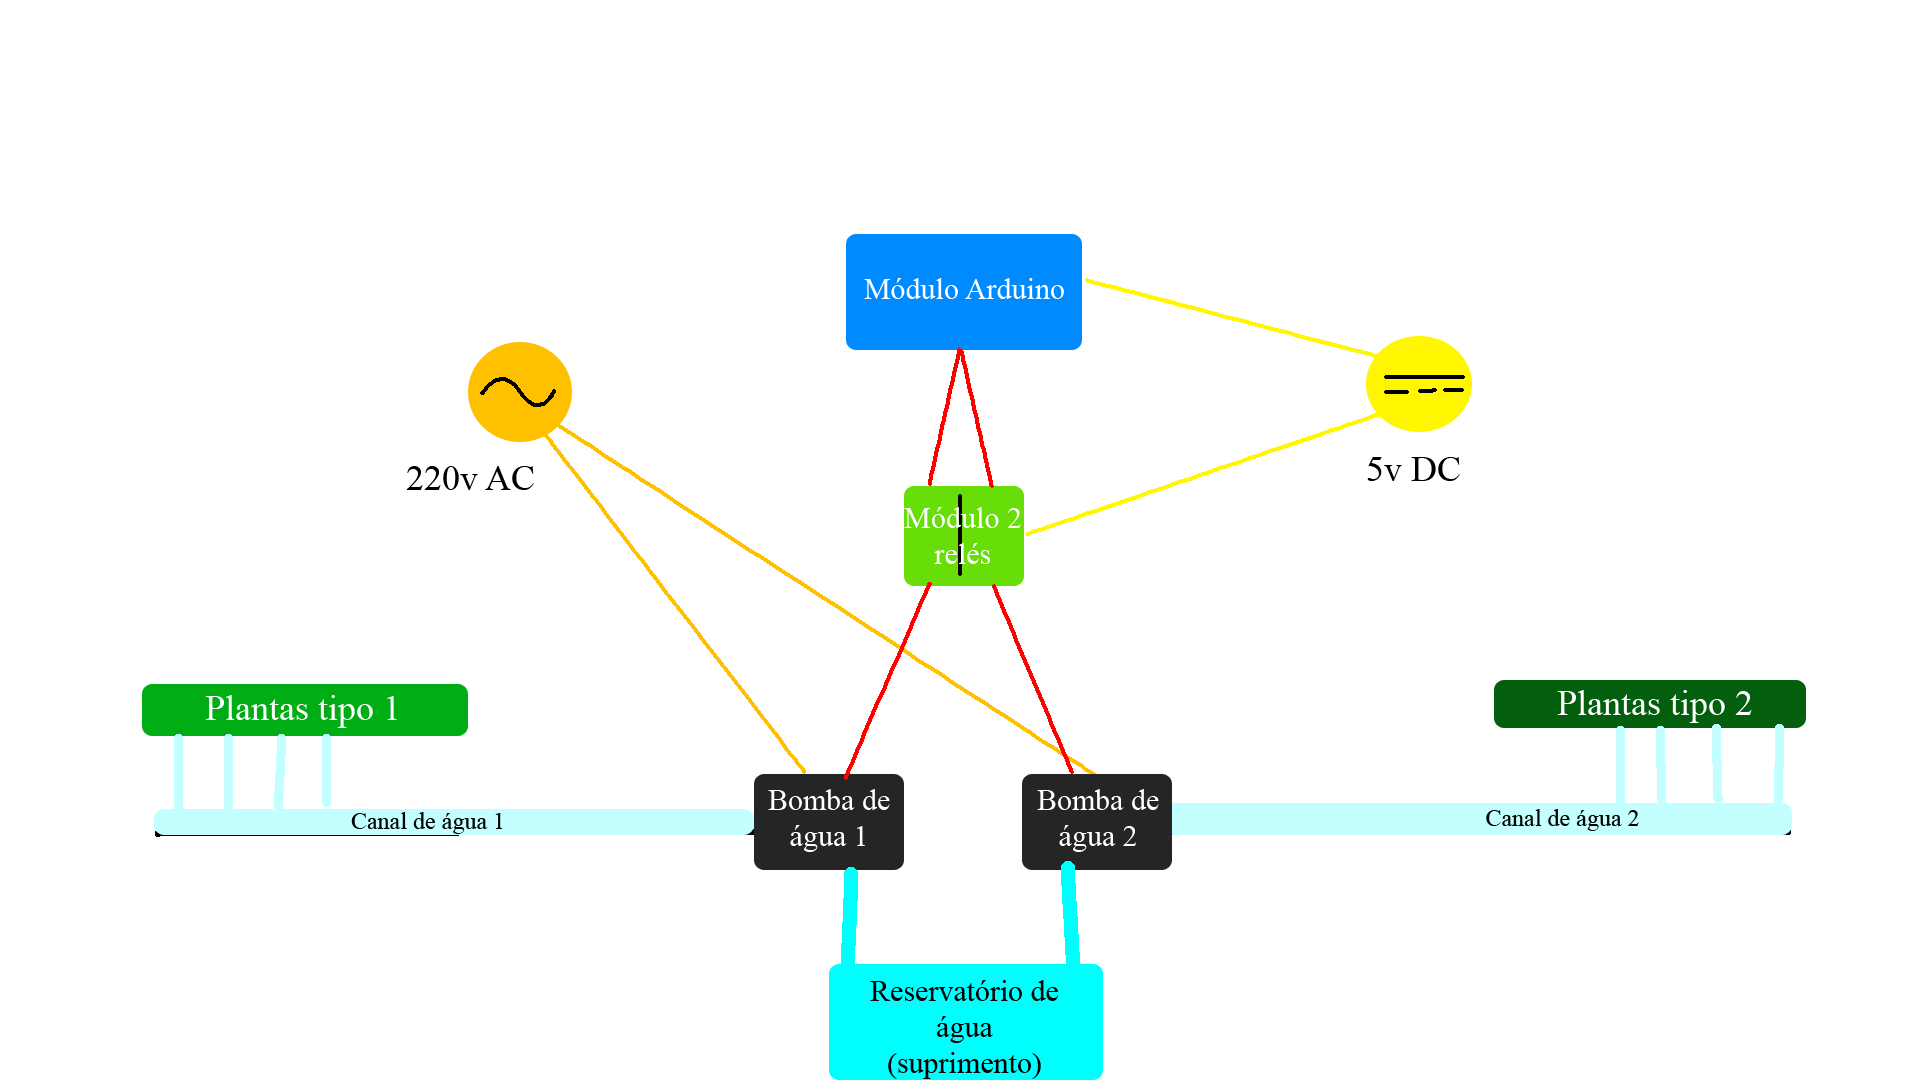 Módulo Arduino
220v AC
5v DC
Módulo 2
relés
Plantas tipo 1
Plantas tipo 2
Bomba de
água 1
Bomba de
água 2
Canal de água 1
Canal de água 2
Reservatório de
água
(suprimento)